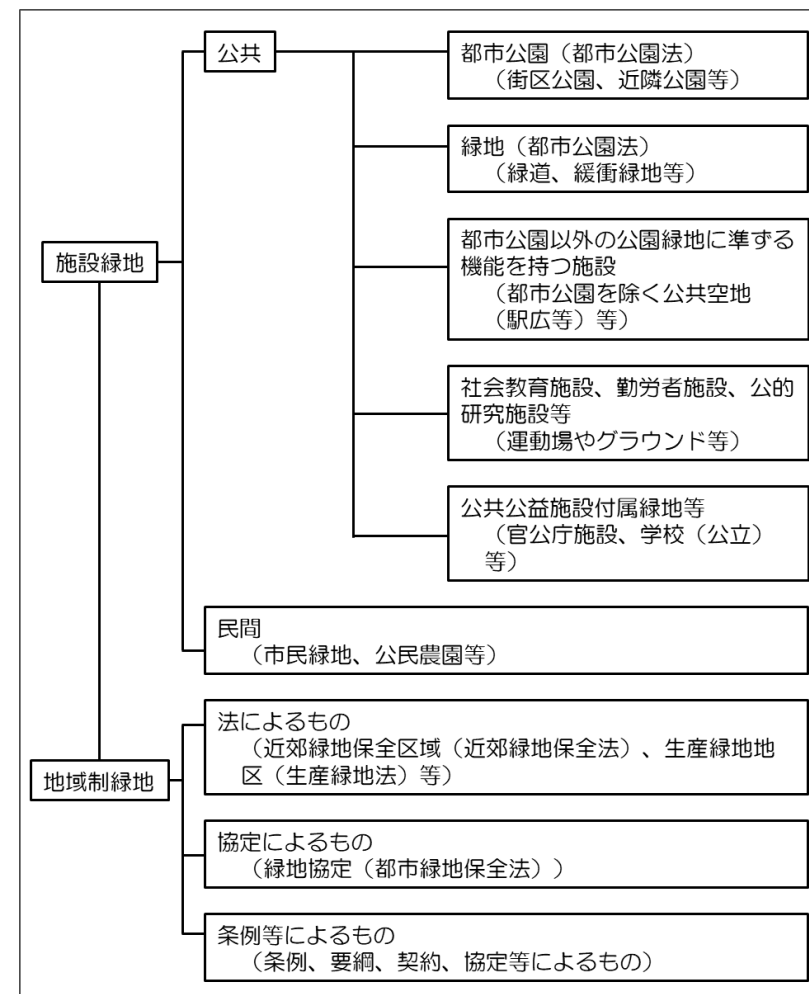 公共
都市公園（都市公園法）
（街区公園、近隣公園等）
緑地（都市公園法）
（緑道、緩衝緑地等）
施設緑地
都市公園以外の公園緑地に準ずる
機能を持つ施設
（都市公園を除く公共空地
（駅広等）等）
社会教育施設、勤労者施設、公的
研究施設等
（運動場やグラウンド等）
公共公益施設付属緑地等
（官公庁施設、学校（公立）
等）
民間
（市民緑地、公民農園等）
地域制緑地
法によるもの
（近郊緑地保全区域（近郊緑地保全法）、生産緑地地
区（生産緑地法）等）
協定によるもの
（緑地協定（都市緑地保全法））
条例等によるもの
（条例、要綱、契約、協定等によるもの）